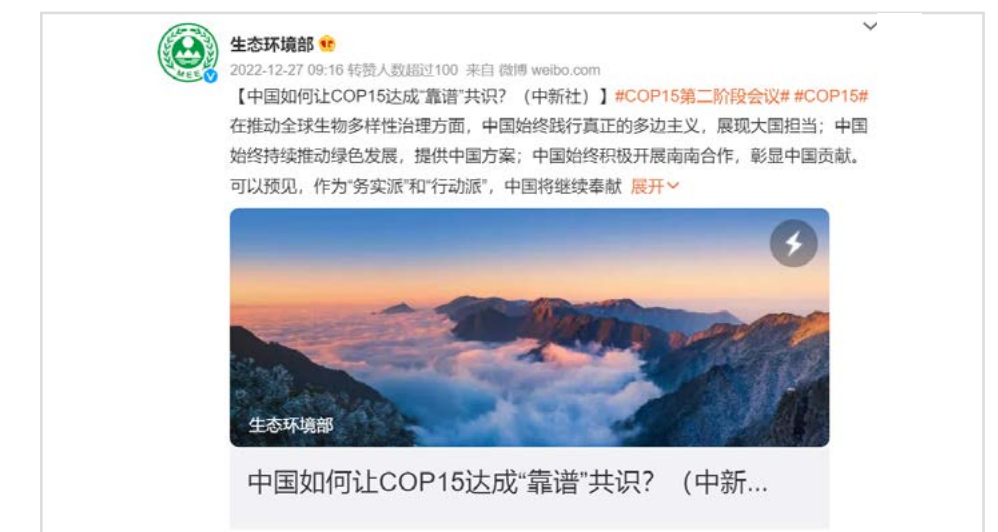 生态环境部
2022-12-27 09:16 转赞人数超过100 来自 微博 weibo.com
【中国如何让COP15达成“靠谱”共识？（中新社）】#COP15第二阶段会议# #COP15#
在推动全球生物多样性治理方面，中国始终践行真正的多边主义，展现大国担当；中国
始终持续推动绿色发展，提供中国方案；中国始终积极开展南南合作，彰显中国贡献。
可以预见，作为“务实派”和“行动派”，中国将继续奉献 展开
生态环境部
中国如何让COP15达成“靠谱”共识？（中新...
MEE